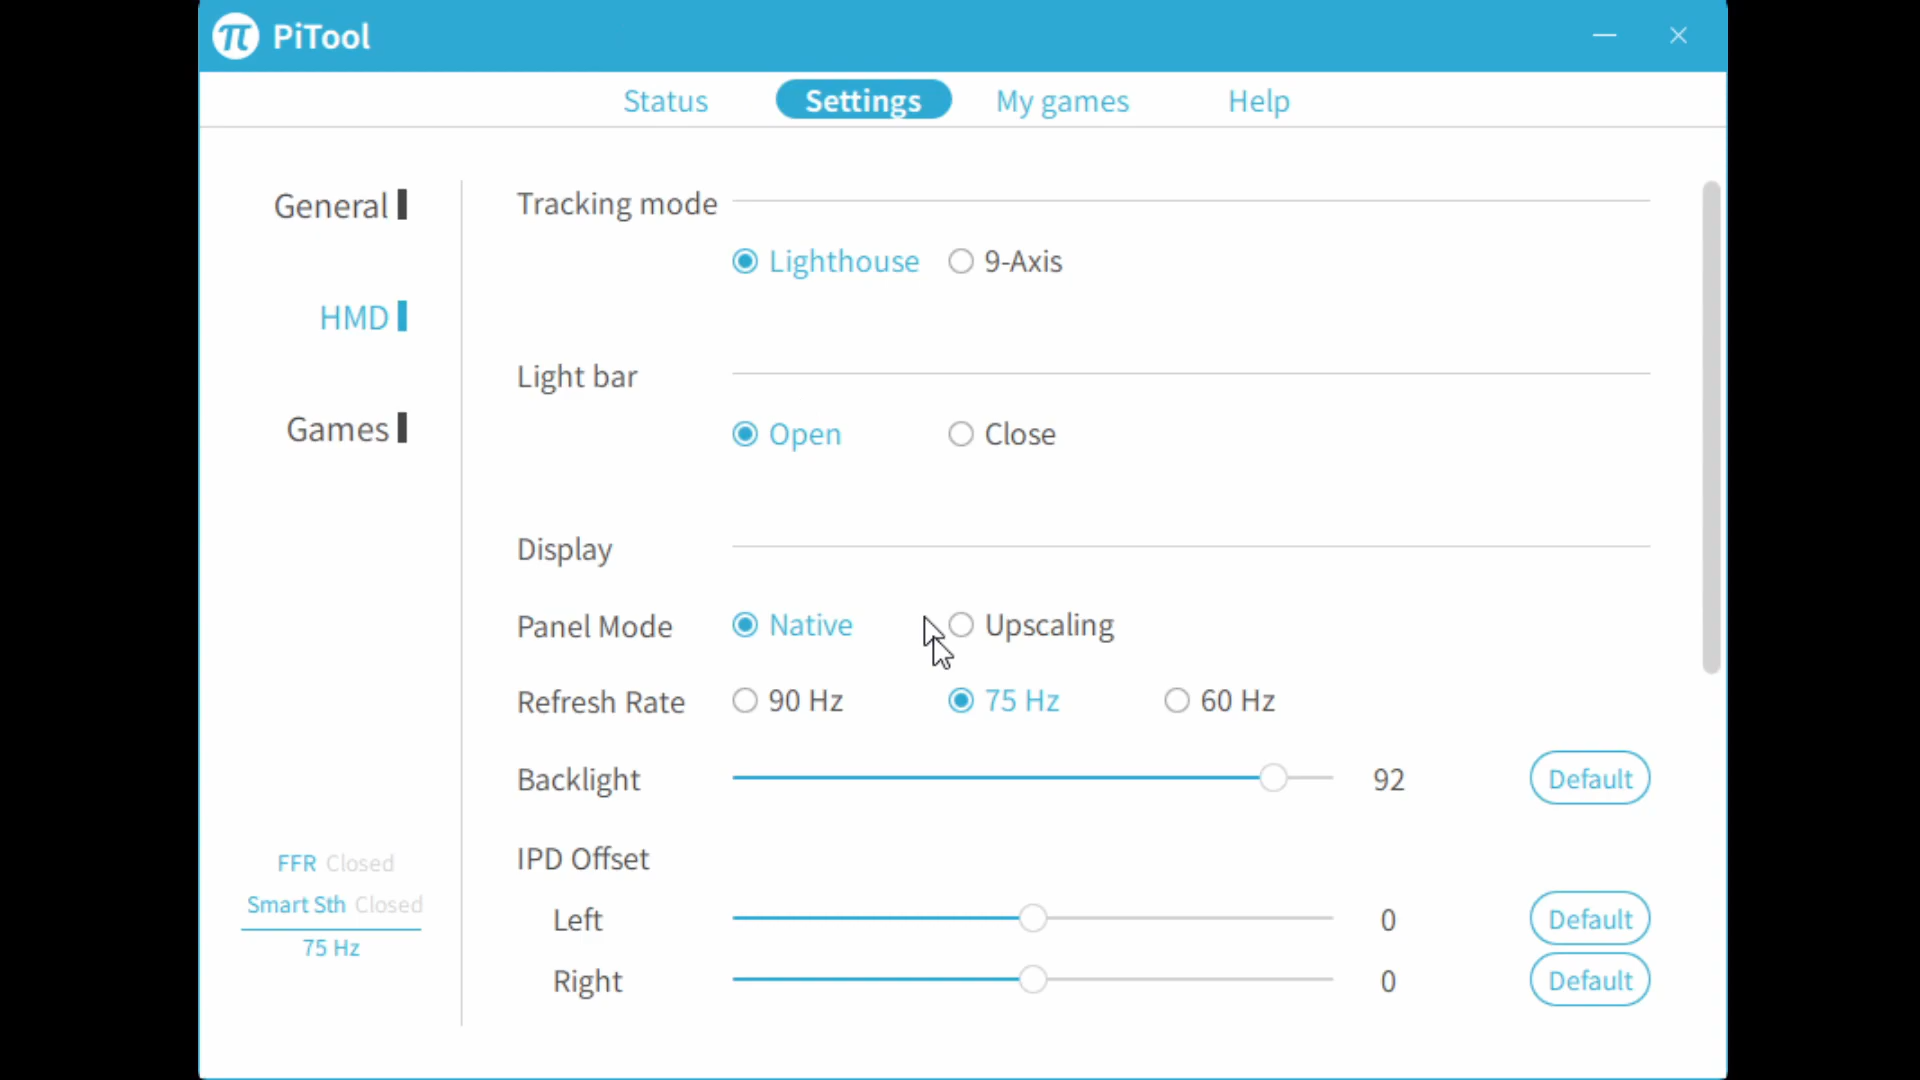 π PiTool
Status Settings My games Help
General
HMD
Games
FFR Closed
Smart Sth Closed
75 Hz
Tracking mode
Lighthouse 9-Axis
Light bar
Open Close
Display
Panel Mode Native Upscaling
Refresh Rate 90 Hz 75 Hz 60 Hz
Backlight 92 Default
IPD Offset
Left 0 Default
Right 0 Default